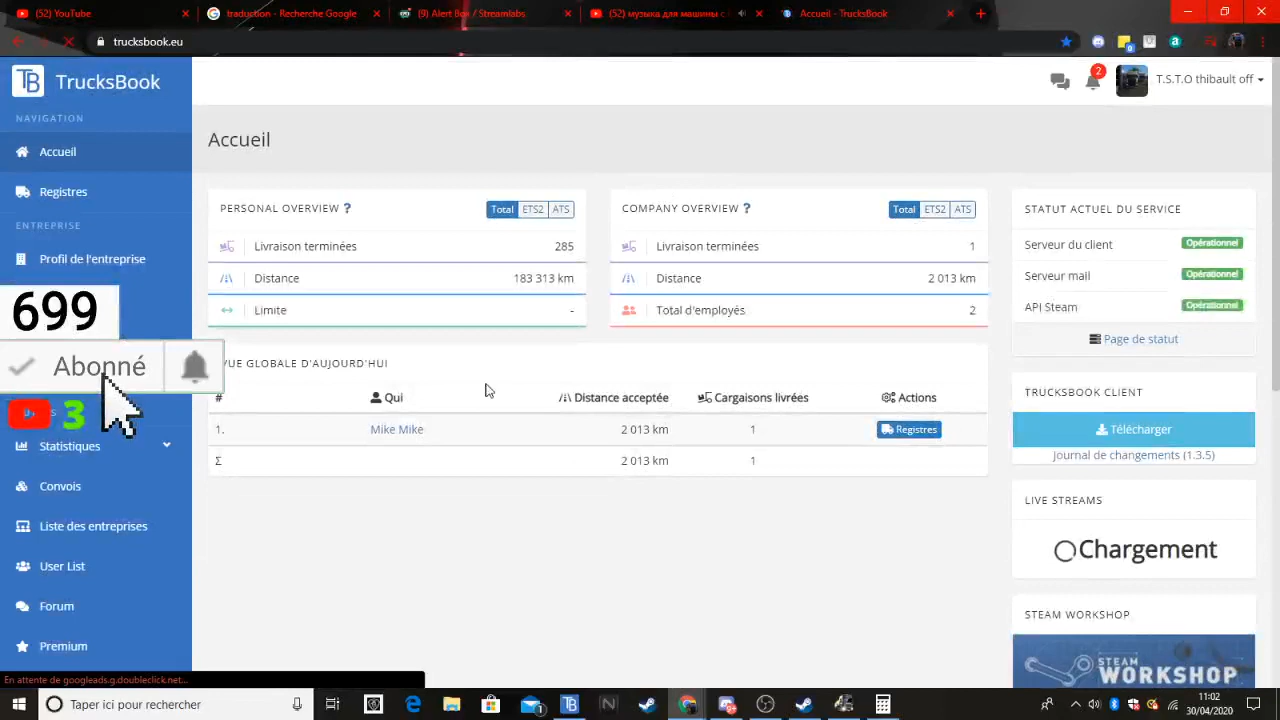 (52) YouTube
traduction - Recherche Google
(9) Alert Box / Streamlabs
(52) музыка для машины с
Accueil - TrucksBook
trucksbook.eu
TB TrucksBook
2
T.S.T.O thibault off
NAVIGATION
Accueil
Registres
ENTREPRISE
Profil de l'entreprise
699
Abonné
3
Statistiques
Convois
Liste des entreprises
User List
Forum
Premium
Accueil
PERSONAL OVERVIEW ?
Total ETS2 ATS
Livraison terminées 285
Distance 183 313 km
Limite -
COMPANY OVERVIEW ?
Total ETS2 ATS
Livraison terminées 1
Distance 2 013 km
Total d'employés 2
VUE GLOBALE D'AUJOURD'HUI
# Qui Distance acceptée Cargaisons livrées Actions
1. Mike Mike 2 013 km 1 Registres
Σ 2 013 km 1
STATUT ACTUEL DU SERVICE
Serveur du client Opérationnel
Serveur mail Opérationnel
API Steam Opérationnel
Page de statut
TRUCKSBOOK CLIENT
Télécharger
Journal de changements (1.3.5)
LIVE STREAMS
Chargement
STEAM WORKSHOP
STEAM
WORKSHOP
En attente de googleads.g.doubleclick.net...
Taper ici pour rechercher
11:02
30/04/2020